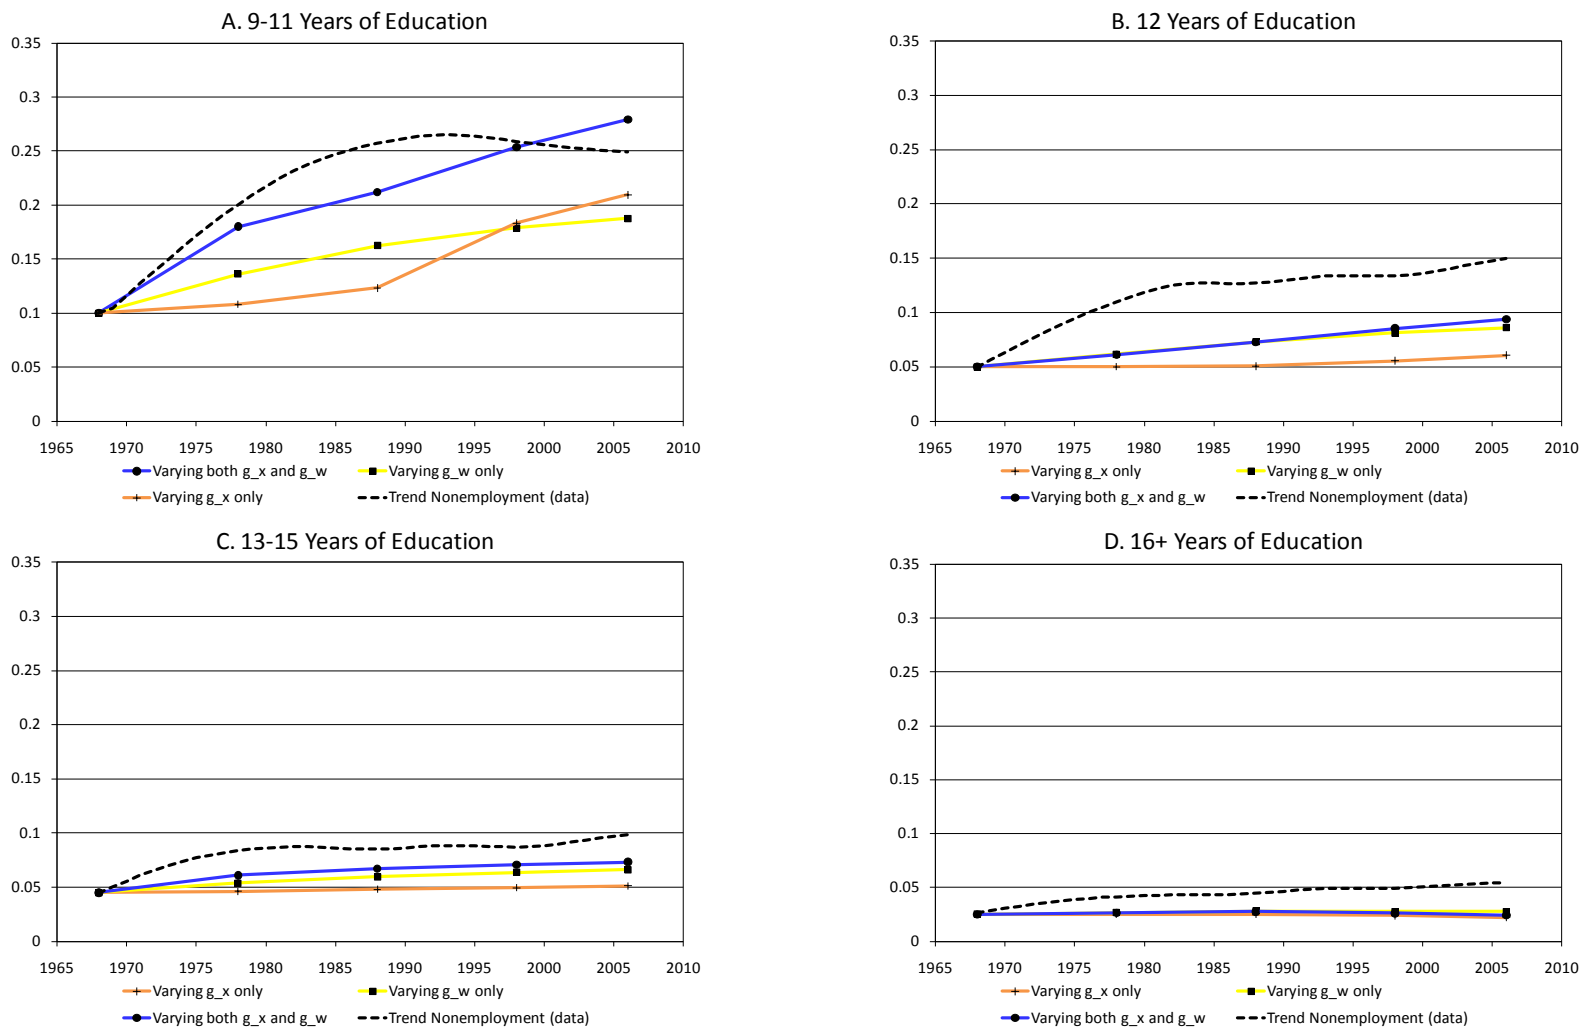 A. 9-11 Years of Education
0.35
0.3
0.25
0.2
0.15
0.1
0.05
0
1965 1970 1975 1980 1985 1990 1995 2000 2005 2010
Varying both g_x and g_w Varying g_w only
Varying g_x only Trend Nonemployment (data)
B. 12 Years of Education
0.35
0.3
0.25
0.2
0.15
0.1
0.05
0
1965 1970 1975 1980 1985 1990 1995 2000 2005 2010
Varying g_x only Varying g_w only
Varying both g_x and g_w Trend Nonemployment (data)
C. 13-15 Years of Education
0.35
0.3
0.25
0.2
0.15
0.1
0.05
0
1965 1970 1975 1980 1985 1990 1995 2000 2005 2010
Varying g_x only Varying g_w only
Varying both g_x and g_w Trend Nonemployment (data)
D. 16+ Years of Education
0.35
0.3
0.25
0.2
0.15
0.1
0.05
0
1965 1970 1975 1980 1985 1990 1995 2000 2005 2010
Varying g_x only Varying g_w only
Varying both g_x and g_w Trend Nonemployment (data)